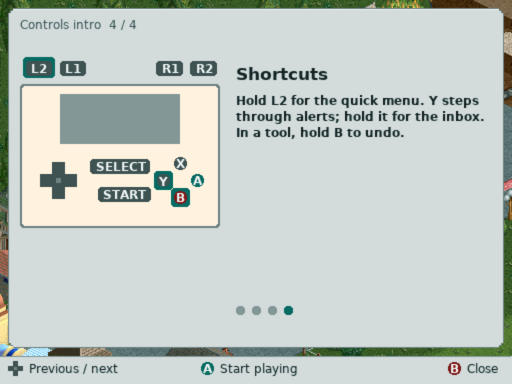 Controls intro 4 / 4
L2 L1 R1 R2
Shortcuts
Hold L2 for the quick menu. Y steps
through alerts; hold it for the inbox.
In a tool, hold B to undo.
SELECT X
Y A
START B
Previous / next A Start playing B Close